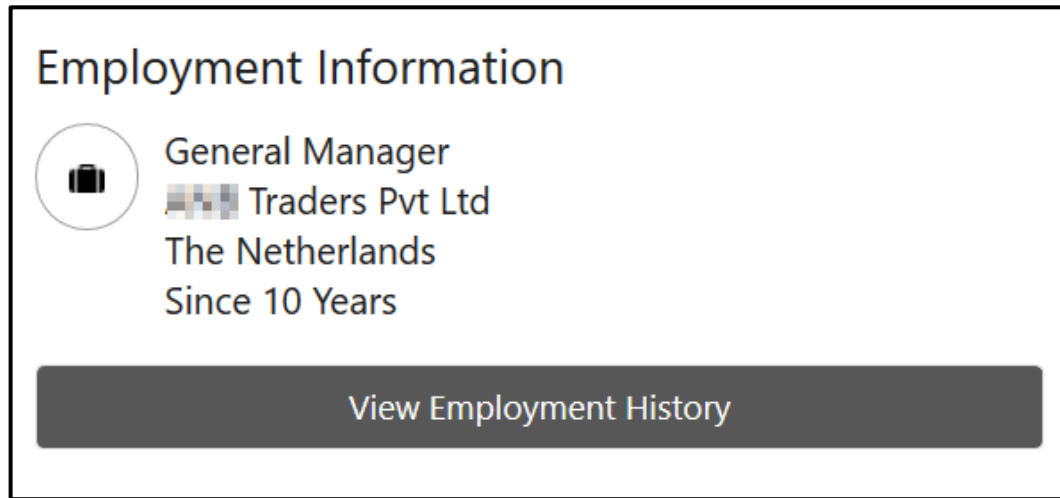 Employment Information
General Manager
Traders Pvt Ltd
The Netherlands
Since 10 Years
View Employment History